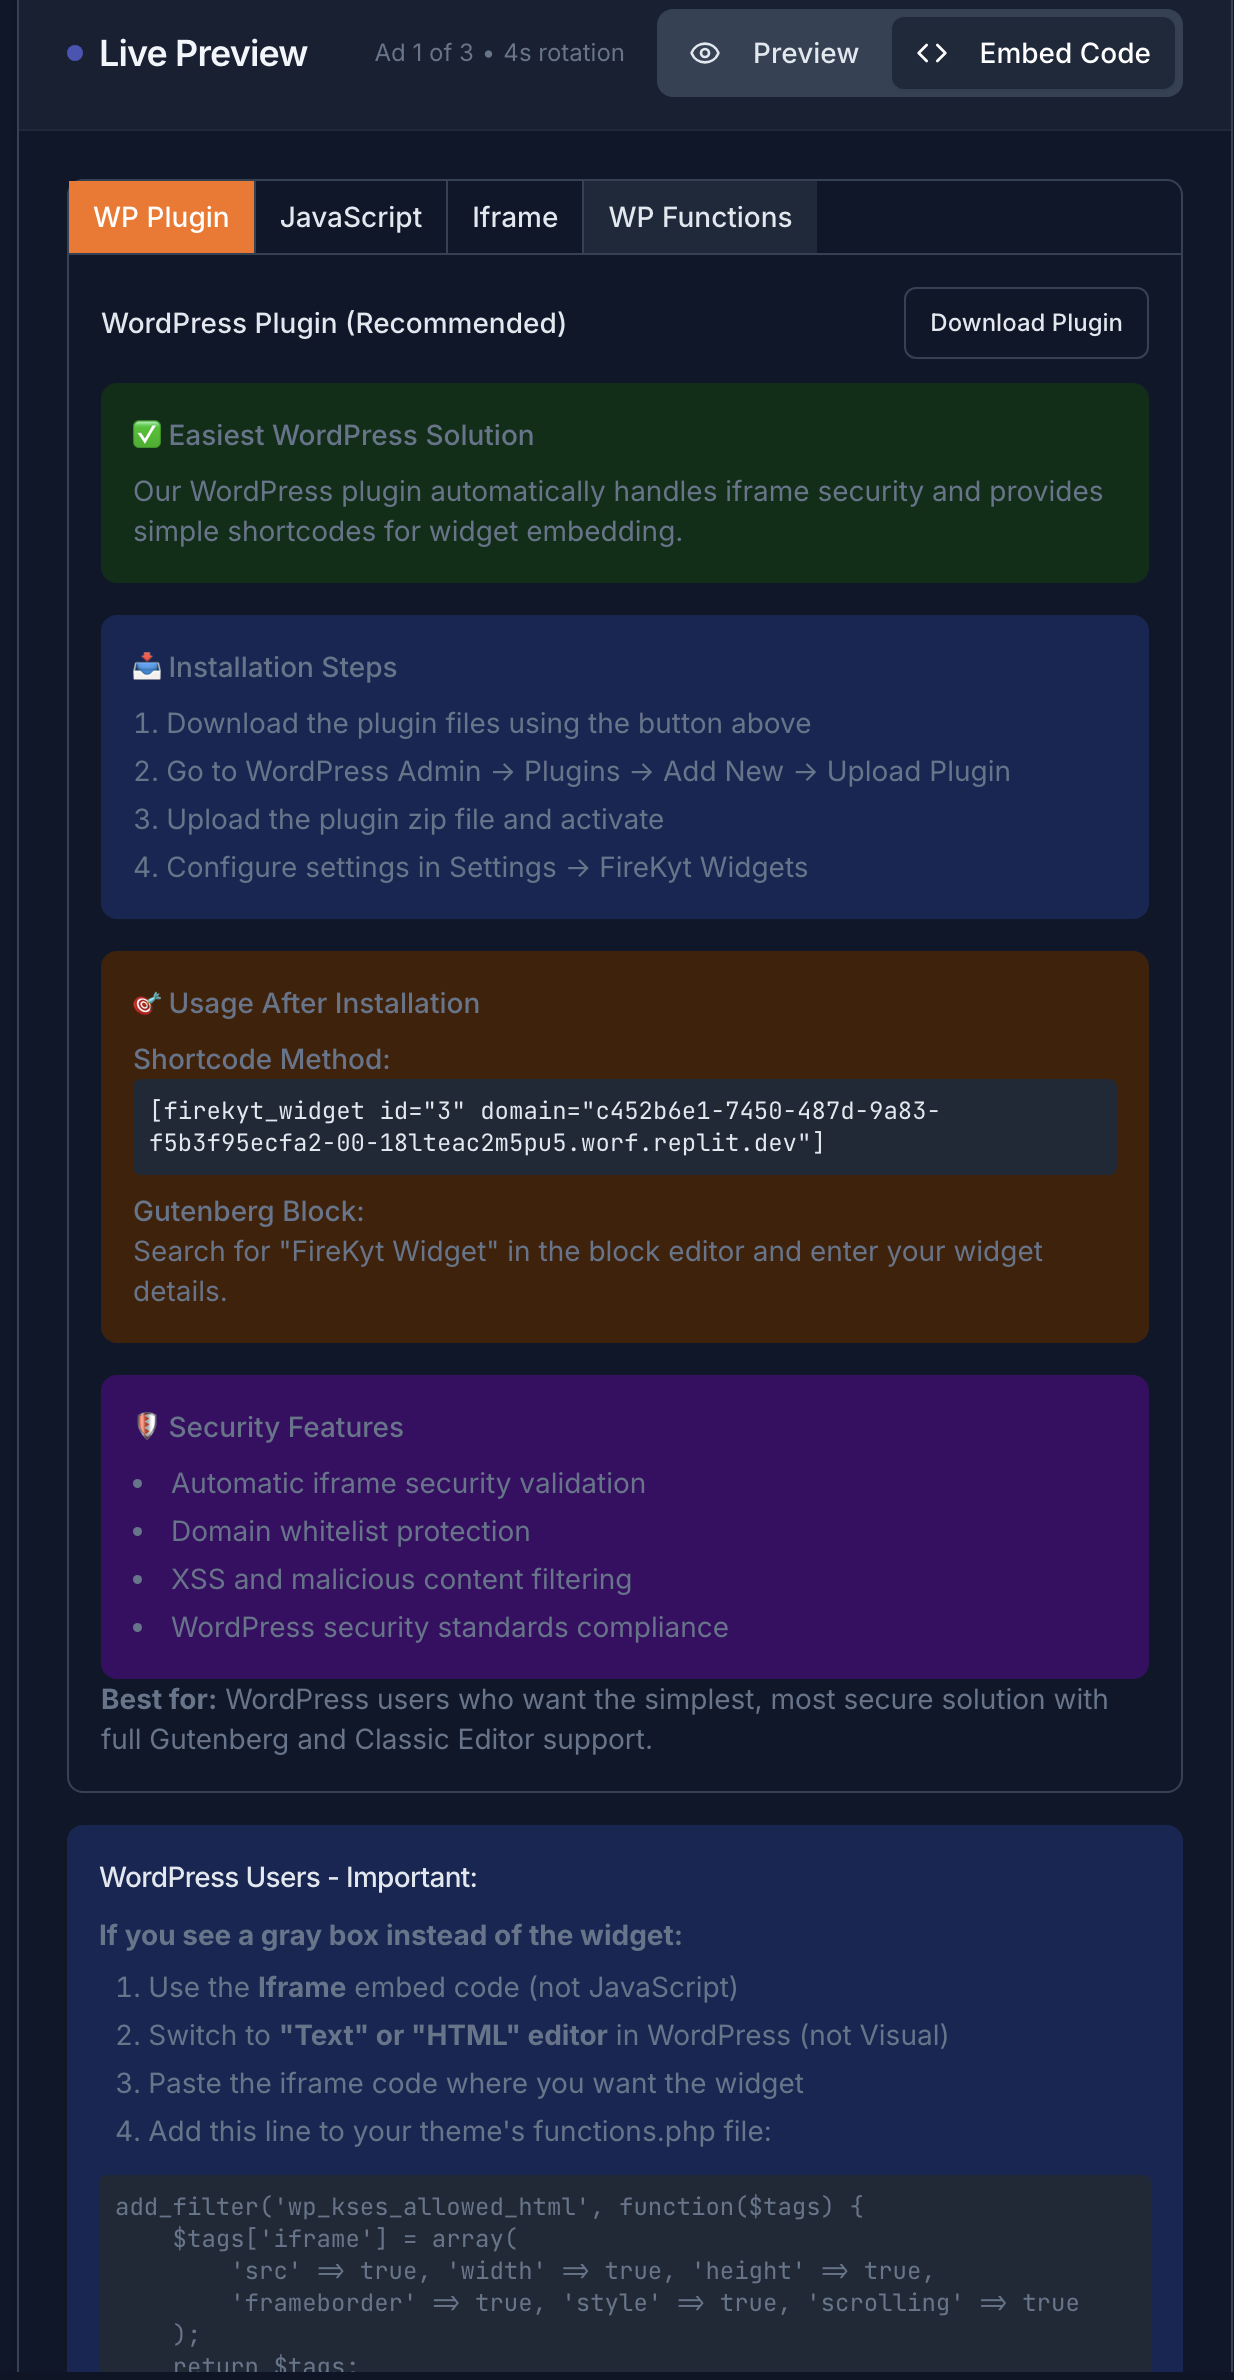 Live Preview
Ad 1 of 3 • 4s rotation
Preview
Embed Code
WP Plugin
JavaScript
Iframe
WP Functions
WordPress Plugin (Recommended)
Download Plugin
✅ Easiest WordPress Solution
Our WordPress plugin automatically handles iframe security and provides
simple shortcodes for widget embedding.
📥 Installation Steps
1. Download the plugin files using the button above
2. Go to WordPress Admin → Plugins → Add New → Upload Plugin
3. Upload the plugin zip file and activate
4. Configure settings in Settings → FireKyt Widgets
🎯 Usage After Installation
Shortcode Method:
[firekyt_widget id="3" domain="c452b6e1-7450-487d-9a83-
f5b3f95ecfa2-00-18lteac2m5pu5.worf.replit.dev"]
Gutenberg Block:
Search for "FireKyt Widget" in the block editor and enter your widget
details.
🛡️ Security Features
• Automatic iframe security validation
• Domain whitelist protection
• XSS and malicious content filtering
• WordPress security standards compliance
Best for: WordPress users who want the simplest, most secure solution with
full Gutenberg and Classic Editor support.
WordPress Users - Important:
If you see a gray box instead of the widget:
1. Use the Iframe embed code (not JavaScript)
2. Switch to "Text" or "HTML" editor in WordPress (not Visual)
3. Paste the iframe code where you want the widget
4. Add this line to your theme's functions.php file:
add_filter('wp_kses_allowed_html', function($tags) {
    $tags['iframe'] = array(
        'src' => true, 'width' => true, 'height' => true,
        'frameborder' => true, 'style' => true, 'scrolling' => true
    );
    return $tags;